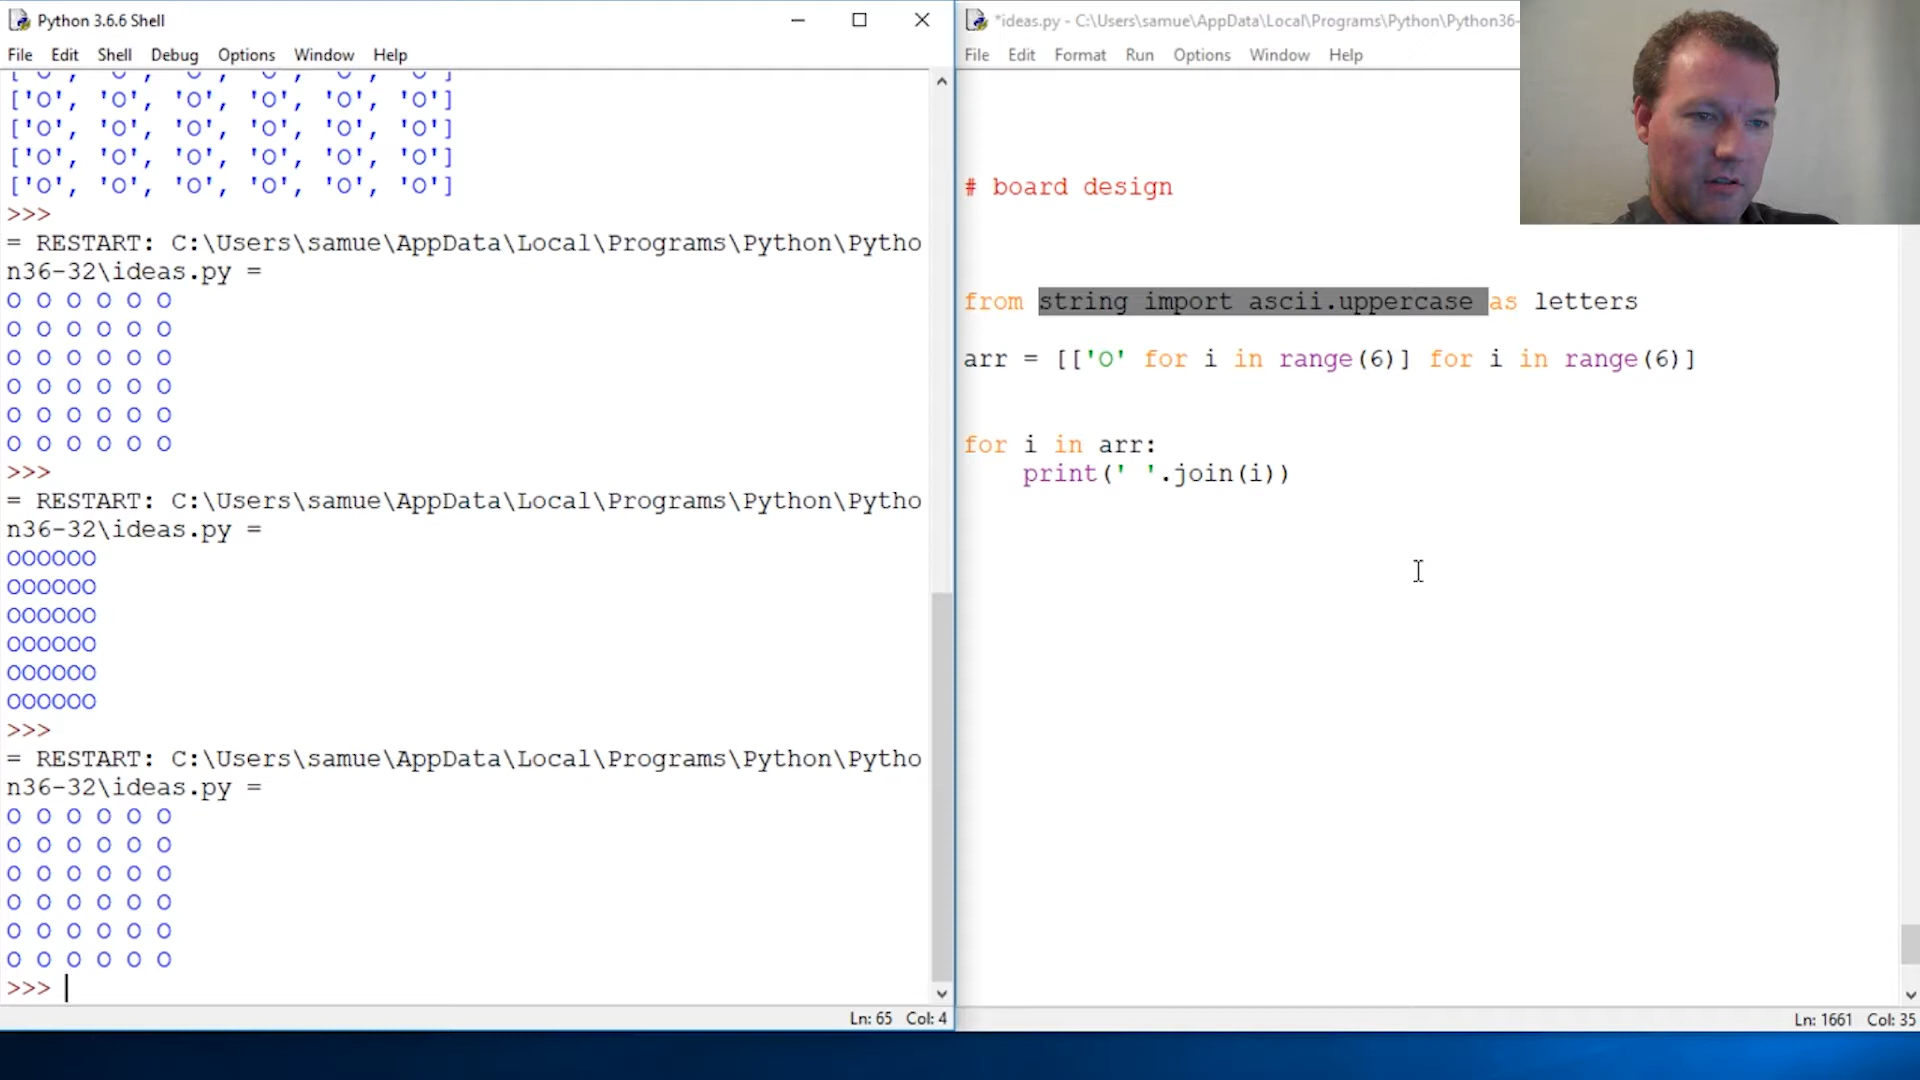 Python 3.6.6 Shell
File Edit Shell Debug Options Window Help
['O', 'O', 'O', 'O', 'O', 'O']
['O', 'O', 'O', 'O', 'O', 'O']
['O', 'O', 'O', 'O', 'O', 'O']
['O', 'O', 'O', 'O', 'O', 'O']
['O', 'O', 'O', 'O', 'O', 'O']
>>>
= RESTART: C:\Users\samue\AppData\Local\Programs\Python\Pytho
n36-32\ideas.py =
O O O O O O
O O O O O O
O O O O O O
O O O O O O
O O O O O O
O O O O O O
>>>
= RESTART: C:\Users\samue\AppData\Local\Programs\Python\Pytho
n36-32\ideas.py =
OOOOOO
OOOOOO
OOOOOO
OOOOOO
OOOOOO
OOOOOO
>>>
= RESTART: C:\Users\samue\AppData\Local\Programs\Python\Pytho
n36-32\ideas.py =
O O O O O O
O O O O O O
O O O O O O
O O O O O O
O O O O O O
O O O O O O
>>>
Ln: 65 Col: 4
*ideas.py - C:\Users\samue\AppData\Local\Programs\Python\Python36-
File Edit Format Run Options Window Help
# board design
from string import ascii.uppercase as letters
arr = [['O' for i in range(6)] for i in range(6)]
for i in arr:
print(' '.join(i))
Ln: 1661 Col: 35